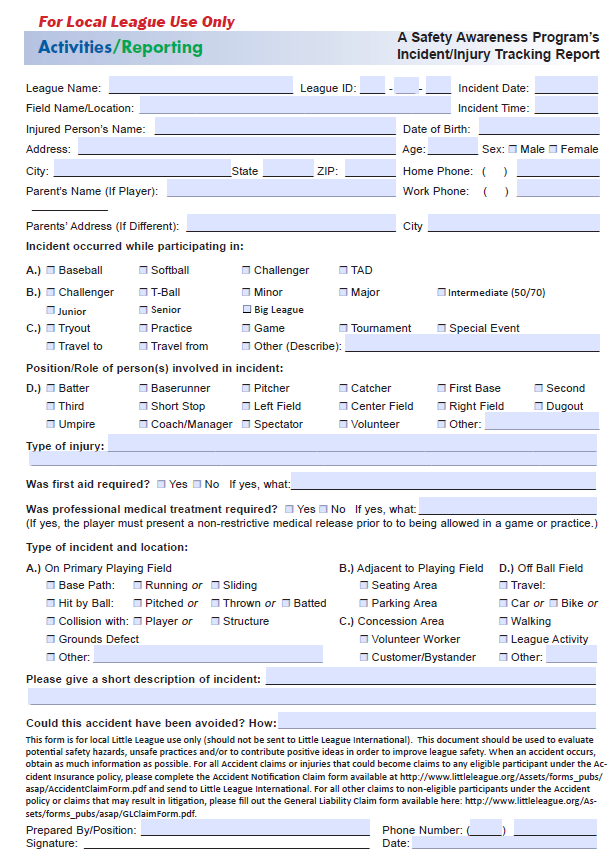 For Local League Use Only
Activities/Reporting
A Safety Awareness Program's
Incident/Injury Tracking Report
League Name: League ID: - - Incident Date:
Field Name/Location: Incident Time:
Injured Person's Name: Date of Birth:
Address: Age: Sex: ☐ Male ☐ Female
City: State ZIP: Home Phone: ( )
Parent's Name (If Player): Work Phone: ( )
Parents' Address (If Different): City
Incident occurred while participating in:
A.) ☐ Baseball ☐ Softball ☐ Challenger ☐ TAD
B.) ☐ Challenger ☐ T-Ball ☐ Minor ☐ Major ☐ Intermediate (50/70)
☐ Junior ☐ Senior ☐ Big League
C.) ☐ Tryout ☐ Practice ☐ Game ☐ Tournament ☐ Special Event
☐ Travel to ☐ Travel from ☐ Other (Describe):
Position/Role of person(s) involved in incident:
D.) ☐ Batter ☐ Baserunner ☐ Pitcher ☐ Catcher ☐ First Base ☐ Second
☐ Third ☐ Short Stop ☐ Left Field ☐ Center Field ☐ Right Field ☐ Dugout
☐ Umpire ☐ Coach/Manager ☐ Spectator ☐ Volunteer ☐ Other:
Type of injury:
Was first aid required? ☐ Yes ☐ No If yes, what:
Was professional medical treatment required? ☐ Yes ☐ No If yes, what:
(If yes, the player must present a non-restrictive medical release prior to to being allowed in a game or practice.)
Type of incident and location:
A.) On Primary Playing Field B.) Adjacent to Playing Field D.) Off Ball Field
☐ Base Path: ☐ Running or ☐ Sliding ☐ Seating Area ☐ Travel:
☐ Hit by Ball: ☐ Pitched or ☐ Thrown or ☐ Batted ☐ Parking Area ☐ Car or ☐ Bike or
☐ Collision with: ☐ Player or ☐ Structure C.) Concession Area ☐ Walking
☐ Grounds Defect ☐ Volunteer Worker ☐ League Activity
☐ Other: ☐ Customer/Bystander ☐ Other:
Please give a short description of incident:
Could this accident have been avoided? How:
This form is for local Little League use only (should not be sent to Little League International). This document should be used to evaluate
potential safety hazards, unsafe practices and/or to contribute positive ideas in order to improve league safety. When an accident occurs,
obtain as much information as possible. For all Accident claims or injuries that could become claims to any eligible participant under the Ac-
cident Insurance policy, please complete the Accident Notification Claim form available at http://www.littleleague.org/Assets/forms_pubs/
asap/AccidentClaimForm.pdf and send to Little League International. For all other claims to non-eligible participants under the Accident
policy or claims that may result in litigation, please fill out the General Liability Claim form available here: http://www.littleleague.org/As-
sets/forms_pubs/asap/GLClaimForm.pdf.
Prepared By/Position: Phone Number: ( )
Signature: Date: